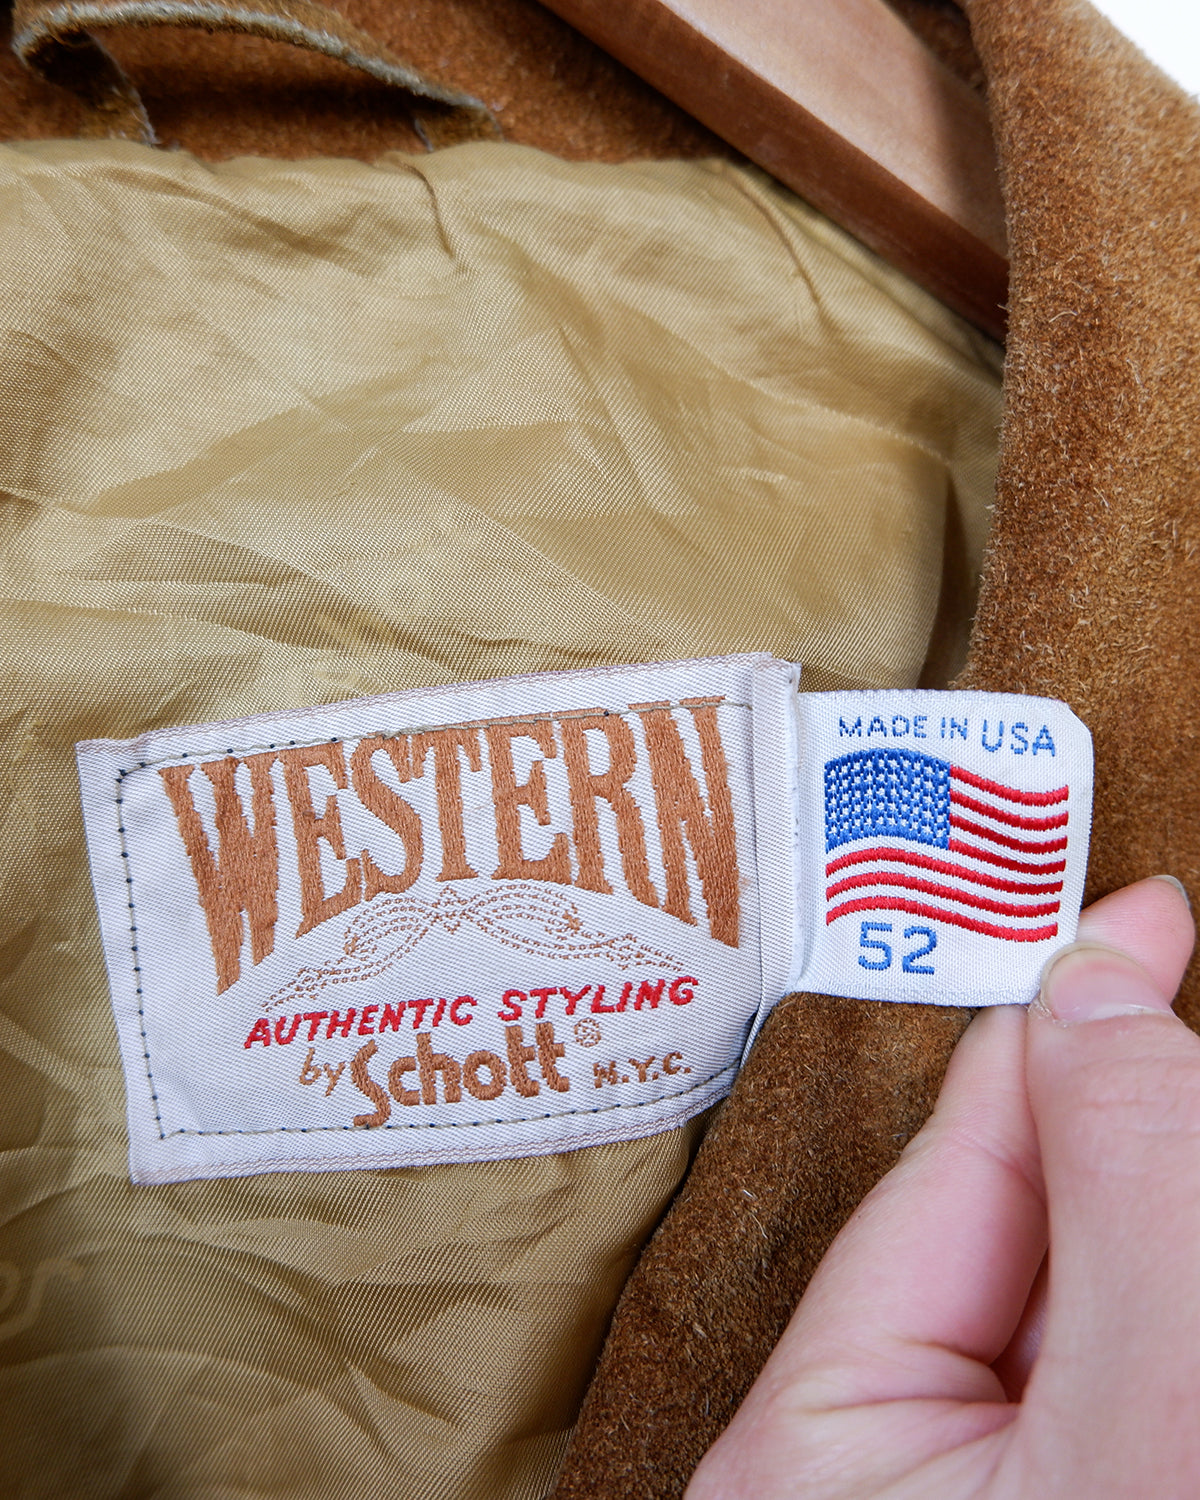 WESTERN
AUTHENTIC STYLING
by Schott® N.Y.C.
MADE IN USA
52